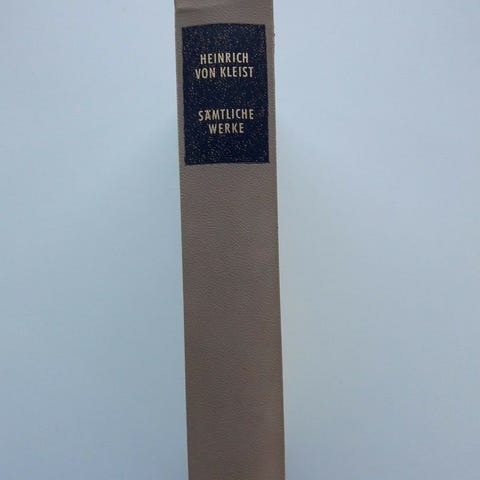 HEINRICH
VON KLEIST
SÄMTLICHE
WERKE